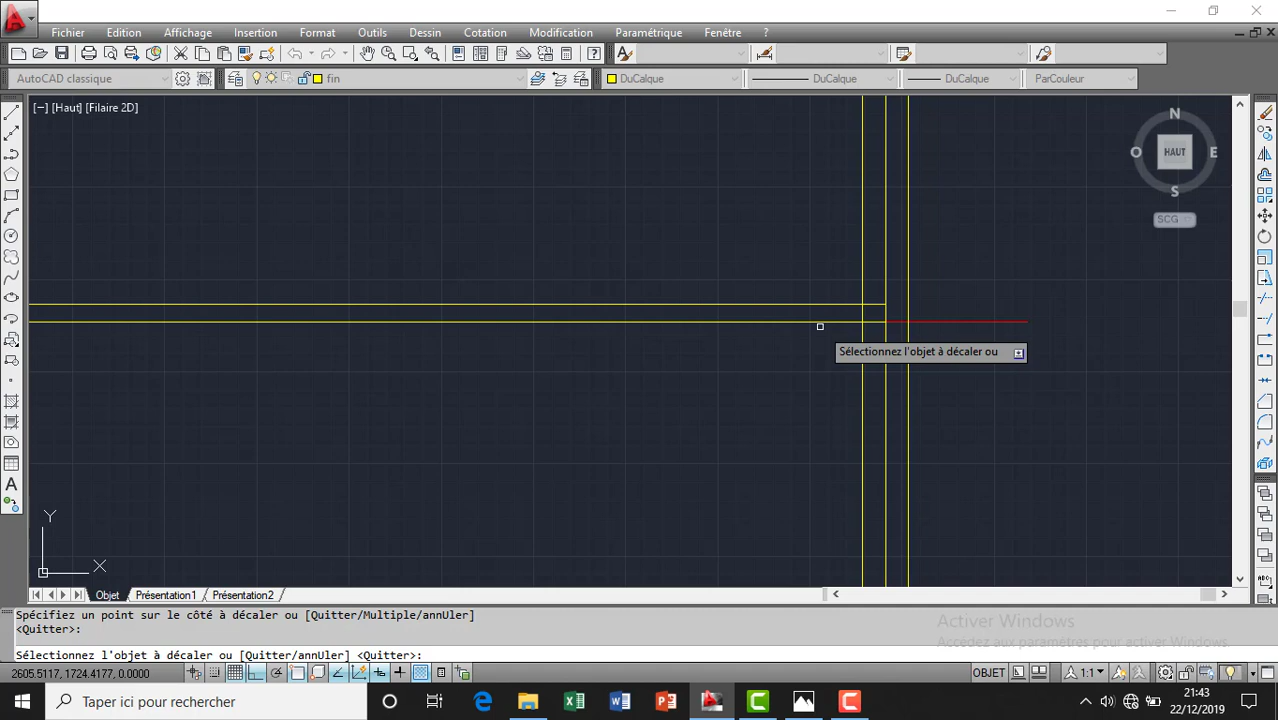 Fichier Edition Affichage Insertion Format Outils Dessin Cotation Modification Paramétrique Fenêtre ?
AutoCAD classique fin DuCalque DuCalque DuCalque ParCouleur
[−] [Haut] [Filaire 2D]
N
O HAUT E
S
SCG
Sélectionnez l'objet à décaler ou
Y
X
Objet Présentation1 Présentation2
Spécifiez un point sur le côté à décaler ou [Quitter/Multiple/annUler]
<Quitter>:
Activer Windows
Accédez aux paramètres pour activer Windows.
Sélectionnez l'objet à décaler ou [Quitter/annUler] <Quitter>:
2605.5117, 1724.4177, 0.0000 OBJET 1:1
Taper ici pour rechercher
21:43
22/12/2019